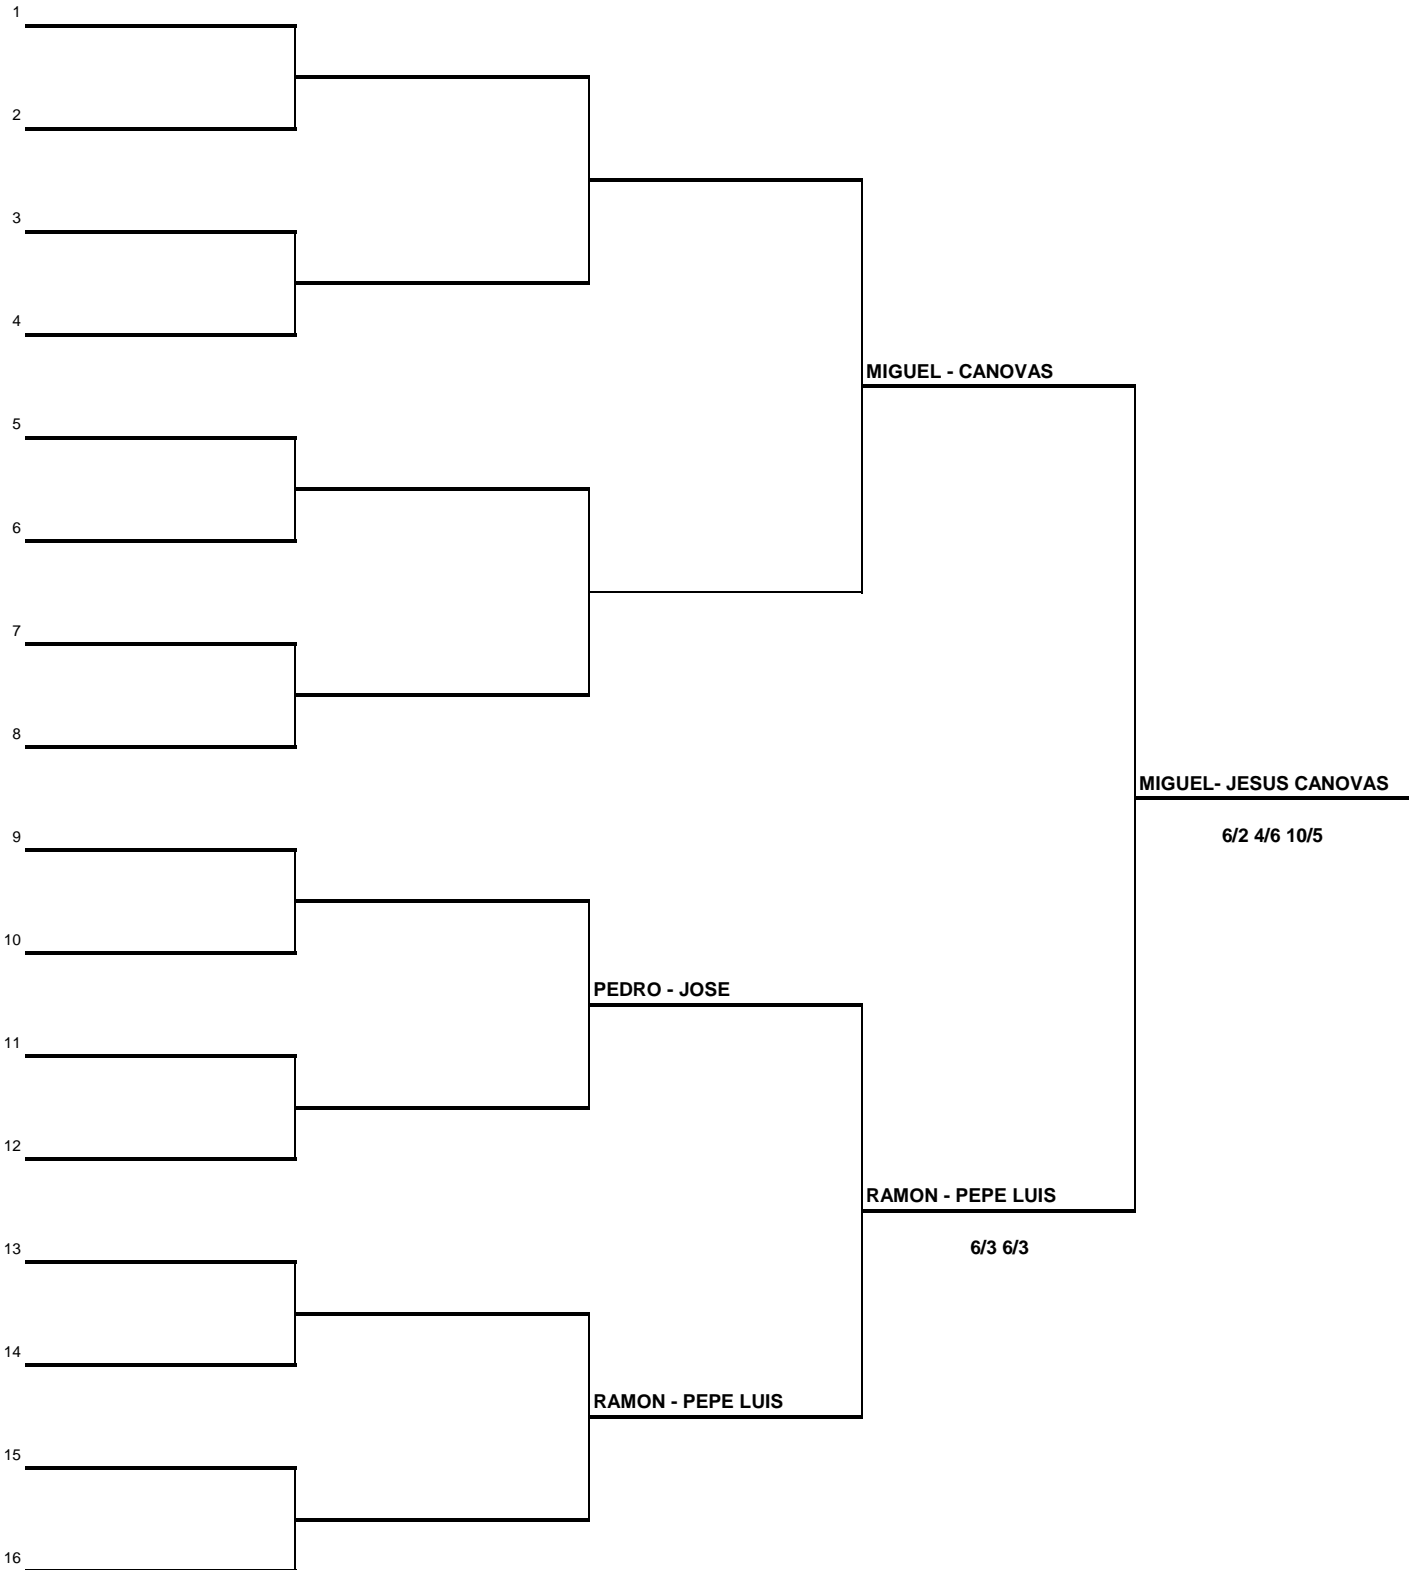 1
2
3
4
MIGUEL - CANOVAS
5
6
7
8
MIGUEL- JESUS CANOVAS
9
6/2 4/6 10/5
10
PEDRO - JOSE
11
12
RAMON - PEPE LUIS
13
6/3 6/3
14
RAMON - PEPE LUIS
15
16